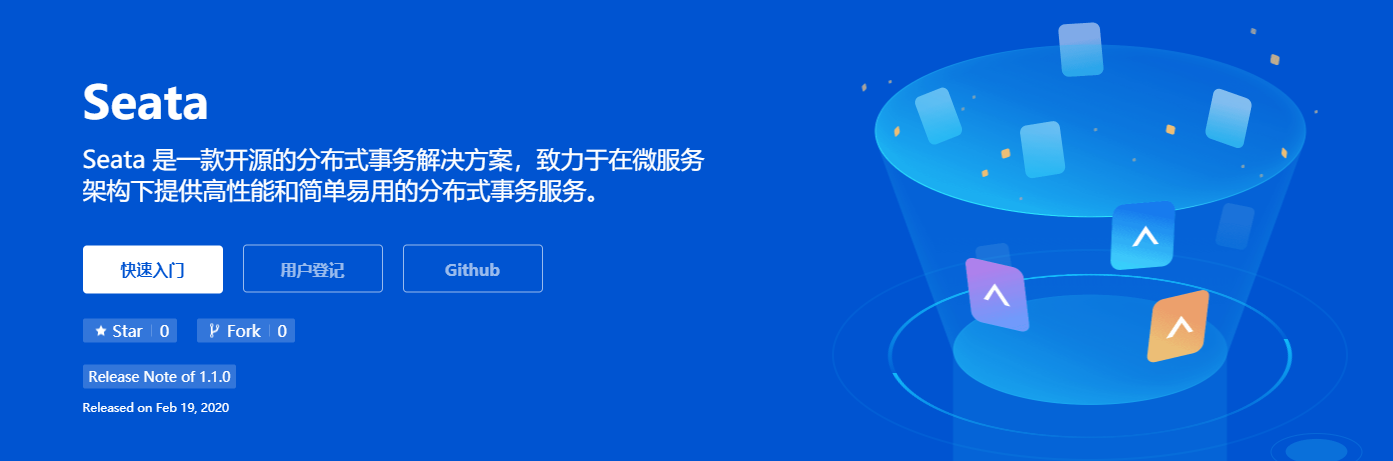 Seata
Seata 是一款开源的分布式事务解决方案，致力于在微服务
架构下提供高性能和简单易用的分布式事务服务。
快速入门 用户登记 Github
Star 0 Fork 0
Release Note of 1.1.0
Released on Feb 19, 2020